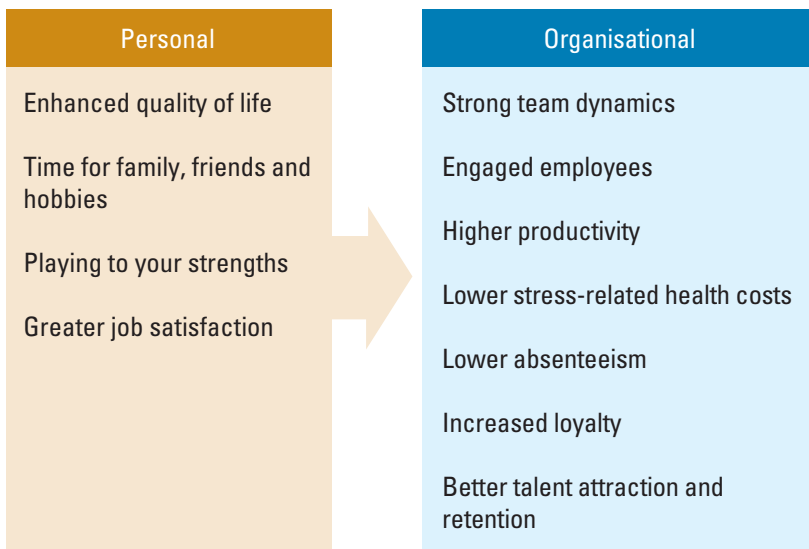 Personal
Enhanced quality of life
Time for family, friends and
hobbies
Playing to your strengths
Greater job satisfaction
Organisational
Strong team dynamics
Engaged employees
Higher productivity
Lower stress-related health costs
Lower absenteeism
Increased loyalty
Better talent attraction and
retention